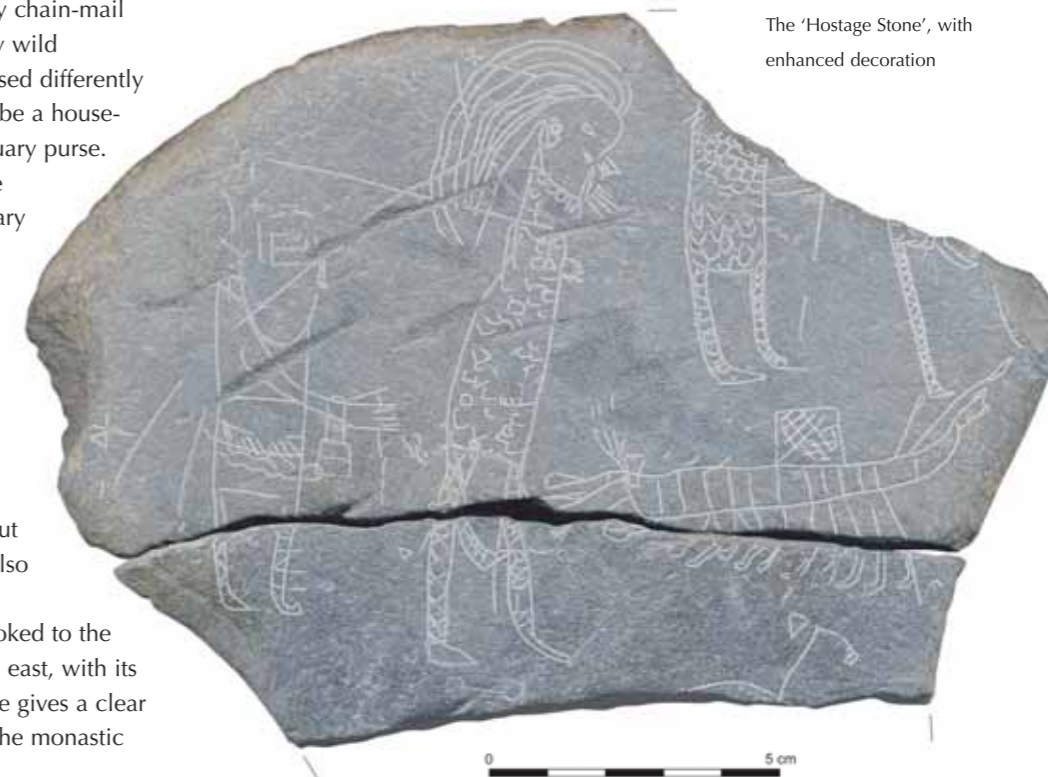 y chain-mail
y wild
sed differently
be a house-
uary purse.
e
ary
ut
lso
oked to the
east, with its
e gives a clear
he monastic
The ‘Hostage Stone’, with
enhanced decoration
0 5 cm